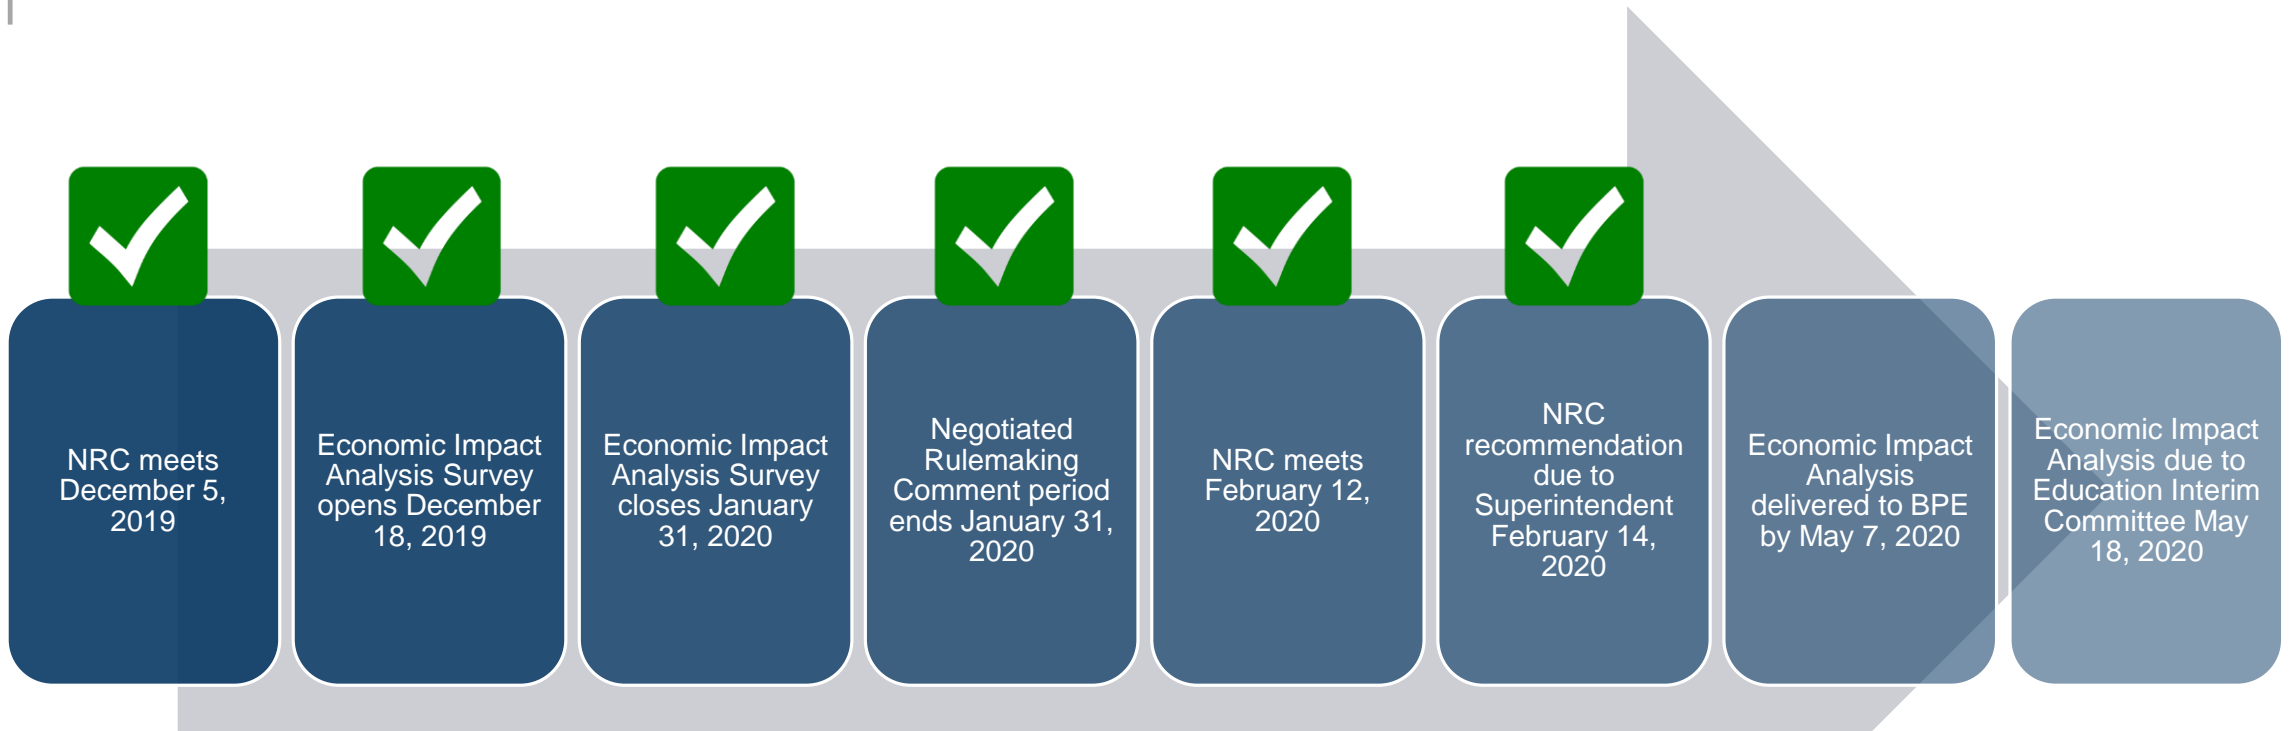 NRC meets
December 5,
2019
Economic Impact
Analysis Survey
opens December
18, 2019
Economic Impact
Analysis Survey
closes January
31, 2020
Negotiated
Rulemaking
Comment period
ends January 31,
2020
NRC meets
February 12,
2020
NRC
recommendation
due to
Superintendent
February 14,
2020
Economic Impact
Analysis
delivered to BPE
by May 7, 2020
Economic Impact
Analysis due to
Education Interim
Committee May
18, 2020